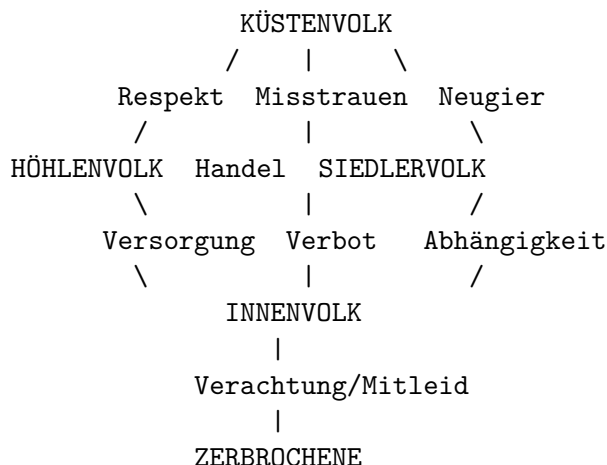 KÜSTENVOLK
/ | \
Respekt Misstrauen Neugier
/ | \
HÖHLENVOLK Handel SIEDLERVOLK
\ | /
Versorgung Verbot Abhängigkeit
\ | /
INNENVOLK
|
Verachtung/Mitleid
|
ZERBROCHENE